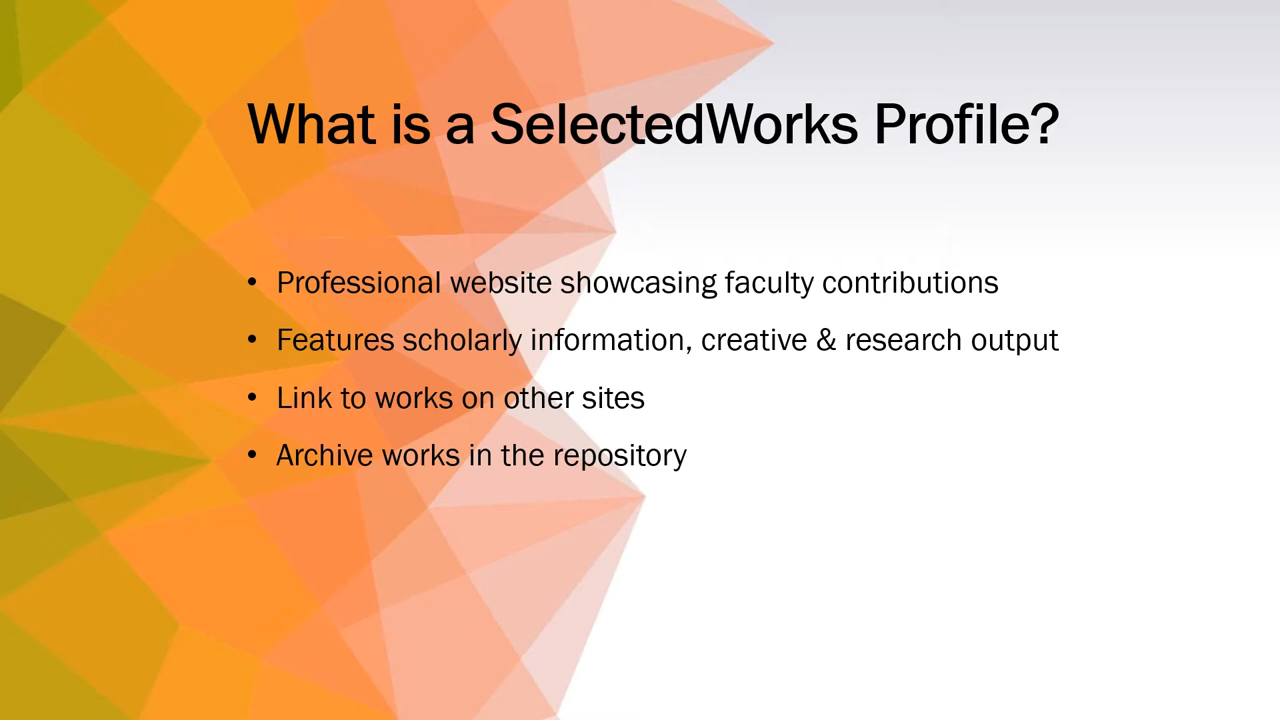 What is a SelectedWorks Profile?
• Professional website showcasing faculty contributions
• Features scholarly information, creative & research output
• Link to works on other sites
• Archive works in the repository